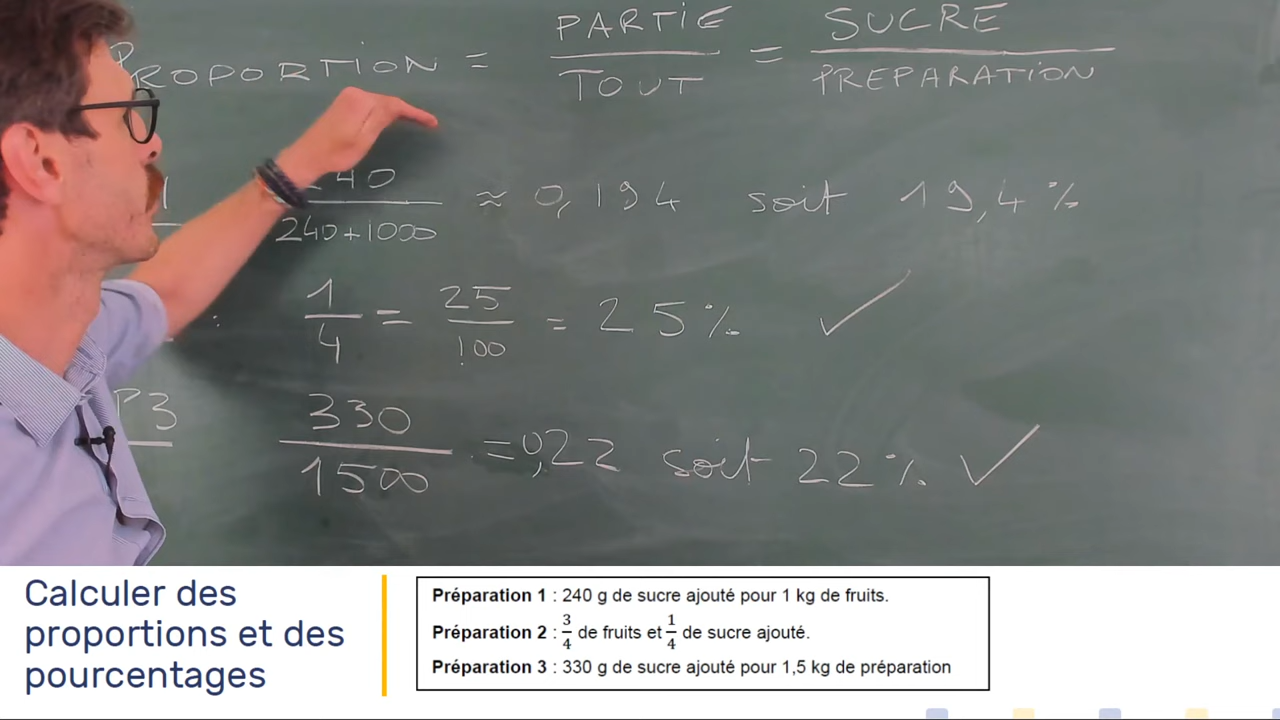 PROPORTION = PARTIE / TOUT = SUCRE / PREPARATION
240 / 240+1000 ≈ 0,194 soit 19,4 %
: 1/4 = 25/100 = 25 % ✓
P3 330 / 1500 = 0,22 soit 22 % ✓
Calculer des
proportions et des
pourcentages
Préparation 1 : 240 g de sucre ajouté pour 1 kg de fruits.
Préparation 2 : 3/4 de fruits et 1/4 de sucre ajouté.
Préparation 3 : 330 g de sucre ajouté pour 1,5 kg de préparation